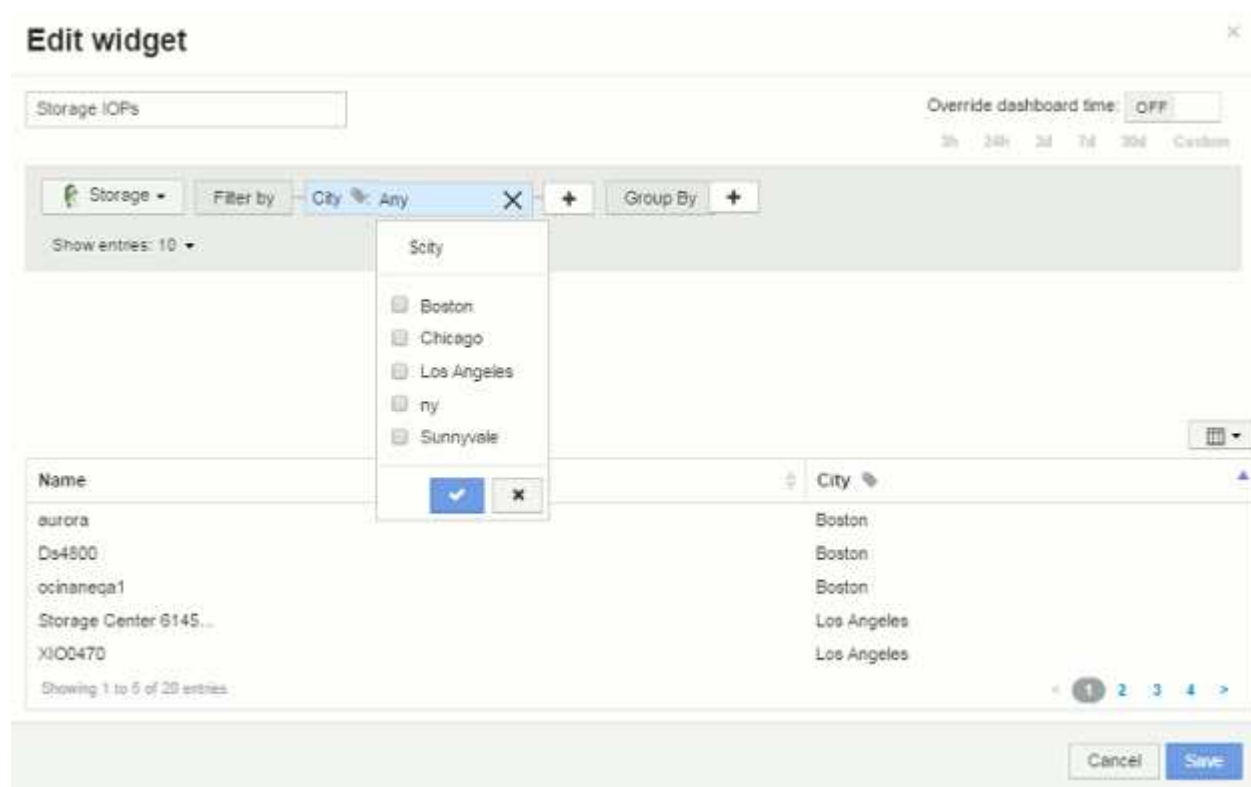 Edit widget
Storage IOPs
Override dashboard time: OFF
3h 24h 3d 7d 30d Custom
Storage Filter by City Any Group By
Show entries: 10
$city
Boston
Chicago
Los Angeles
ny
Sunnyvale
Name City
aurora Boston
Ds4800 Boston
ocinaneqa1 Boston
Storage Center 6145... Los Angeles
XIO0470 Los Angeles
Showing 1 to 5 of 20 entries < 1 2 3 4 >
Cancel Save